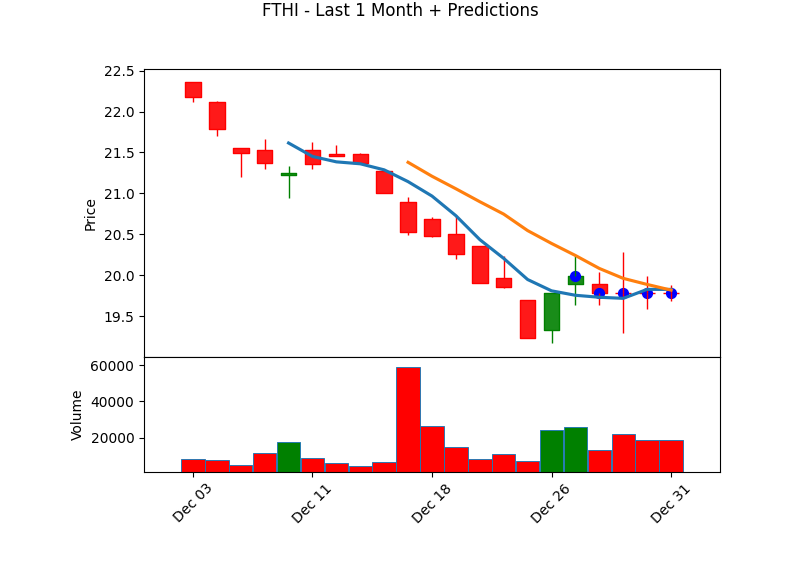 FTHI - Last 1 Month + Predictions
22.5
22.0
21.5
21.0
20.5
20.0
19.5
Price
60000
40000
20000
Volume
Dec 03
Dec 11
Dec 18
Dec 26
Dec 31